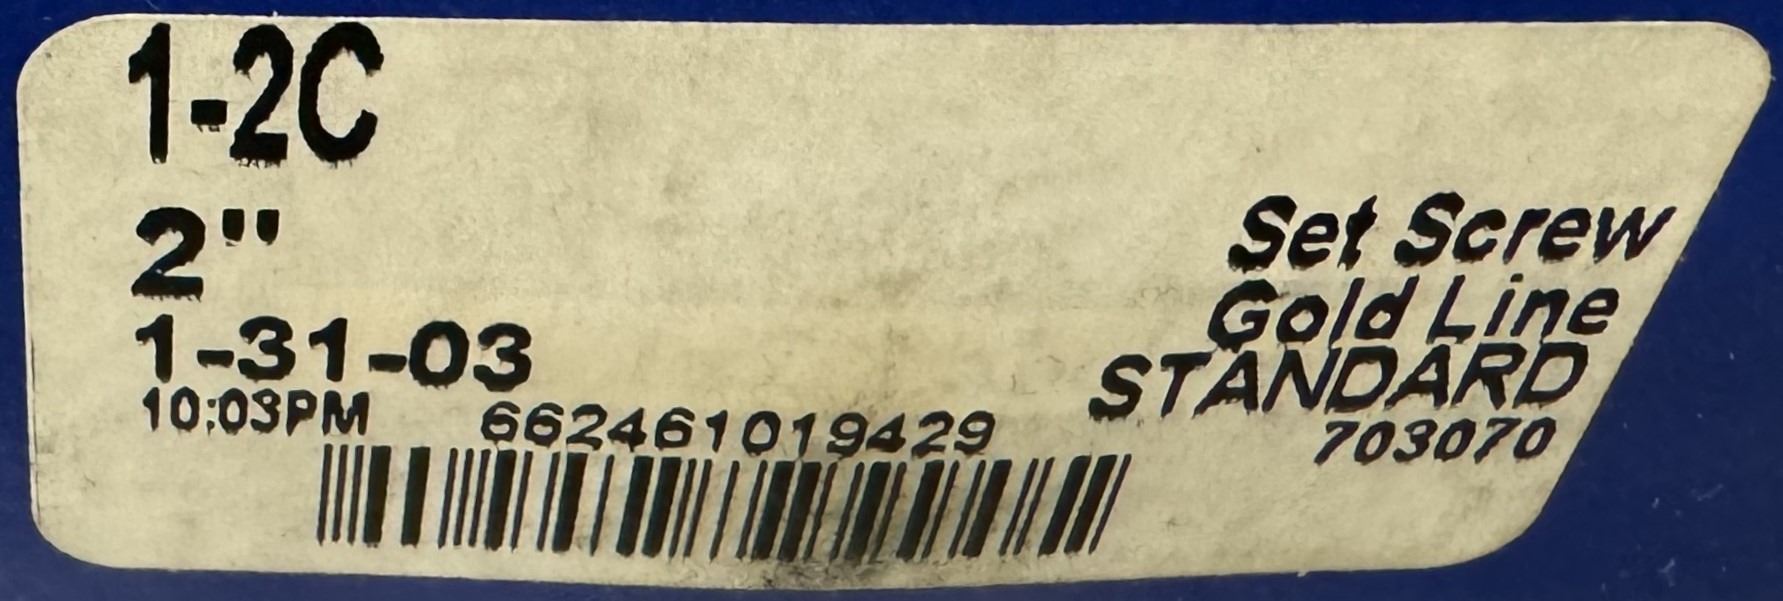 1-2C
2"
1-31-03
10:03PM
662461019429
Set Screw
Gold Line
STANDARD
703070